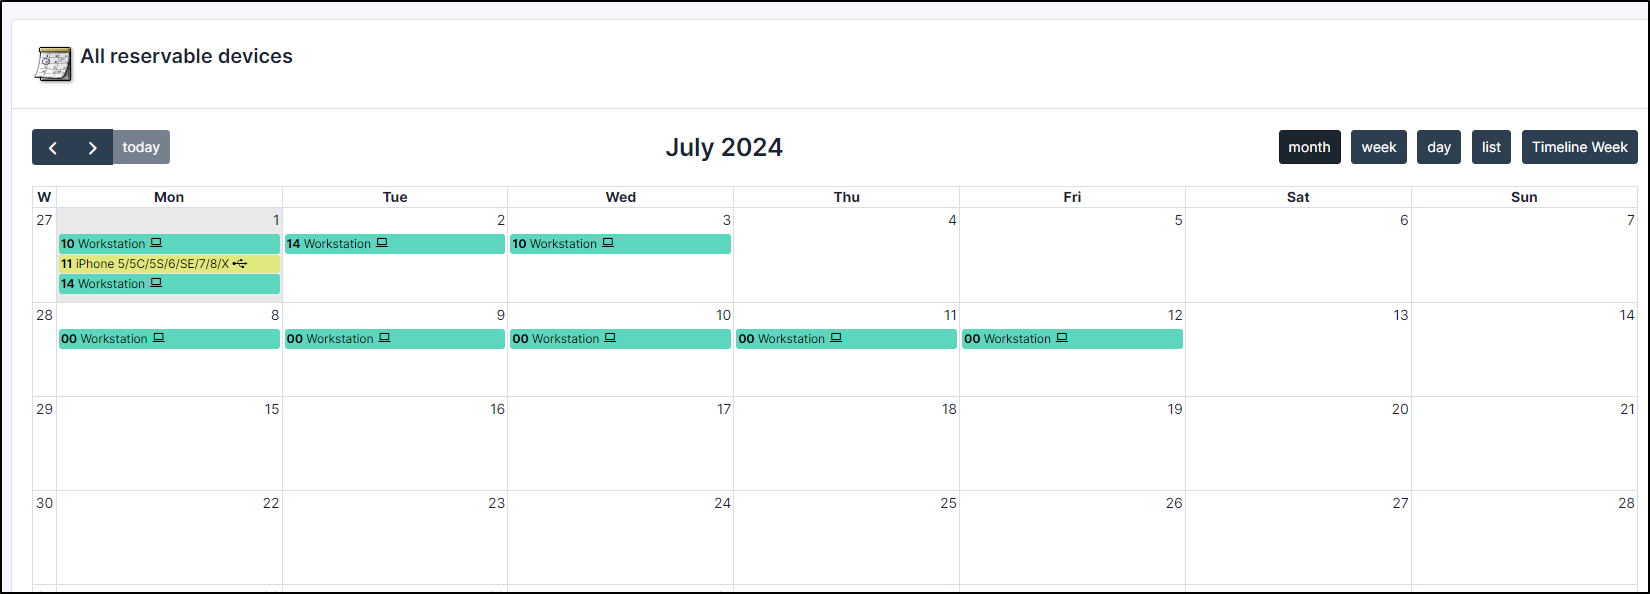 All reservable devices
today
July 2024
month week day list Timeline Week
W Mon Tue Wed Thu Fri Sat Sun
27 1 2 3 4 5 6 7
10 Workstation 14 Workstation 10 Workstation
11 iPhone 5/5C/5S/6/SE/7/8/X
14 Workstation
28 8 9 10 11 12 13 14
00 Workstation 00 Workstation 00 Workstation 00 Workstation 00 Workstation
29 15 16 17 18 19 20 21
30 22 23 24 25 26 27 28